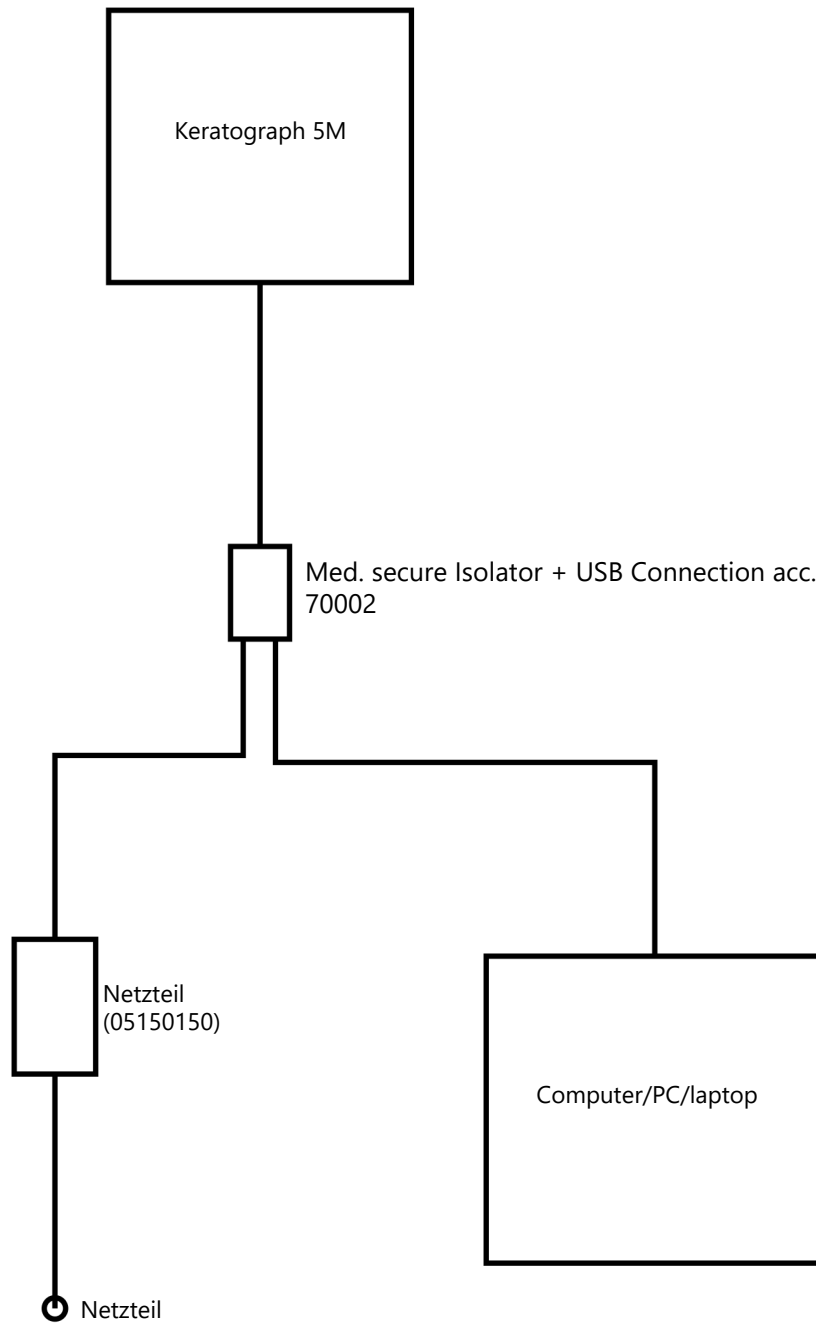 Keratograph 5M
Med. secure Isolator + USB Connection acc.
70002
Netzteil
(05150150)
Computer/PC/laptop
Netzteil